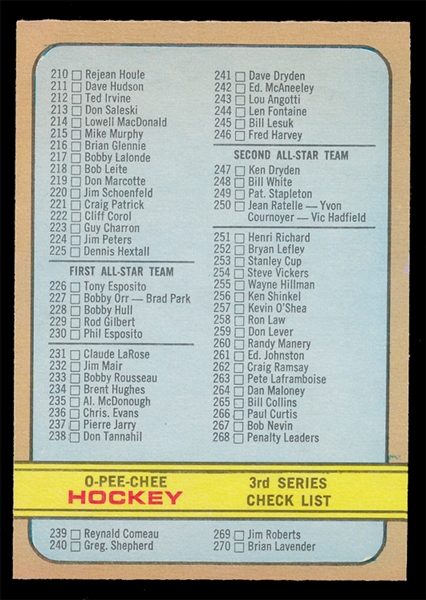 210 Rejean Houle
211 Dave Hudson
212 Ted Irvine
213 Don Saleski
214 Lowell MacDonald
215 Mike Murphy
216 Brian Glennie
217 Bobby Lalonde
218 Bob Leite
219 Don Marcotte
220 Jim Schoenfeld
221 Craig Patrick
222 Cliff Corol
223 Guy Charron
224 Jim Peters
225 Dennis Hextall
FIRST ALL-STAR TEAM
226 Tony Esposito
227 Bobby Orr — Brad Park
228 Bobby Hull
229 Rod Gilbert
230 Phil Esposito
231 Claude LaRose
232 Jim Mair
233 Bobby Rousseau
234 Brent Hughes
235 Al. McDonough
236 Chris. Evans
237 Pierre Jarry
238 Don Tannahil
241 Dave Dryden
242 Ed. McAneeley
243 Lou Angotti
244 Len Fontaine
245 Bill Lesuk
246 Fred Harvey
SECOND ALL-STAR TEAM
247 Ken Dryden
248 Bill White
249 Pat. Stapleton
250 Jean Ratelle — Yvon
Cournoyer — Vic Hadfield
251 Henri Richard
252 Bryan Lefley
253 Stanley Cup
254 Steve Vickers
255 Wayne Hillman
256 Ken Shinkel
257 Kevin O'Shea
258 Ron Law
259 Don Lever
260 Randy Manery
261 Ed. Johnston
262 Craig Ramsay
263 Pete Laframboise
264 Dan Maloney
265 Bill Collins
266 Paul Curtis
267 Bob Nevin
268 Penalty Leaders
O-PEE-CHEE
HOCKEY
3rd SERIES
CHECK LIST
239 Reynald Comeau
240 Greg. Shepherd
269 Jim Roberts
270 Brian Lavender